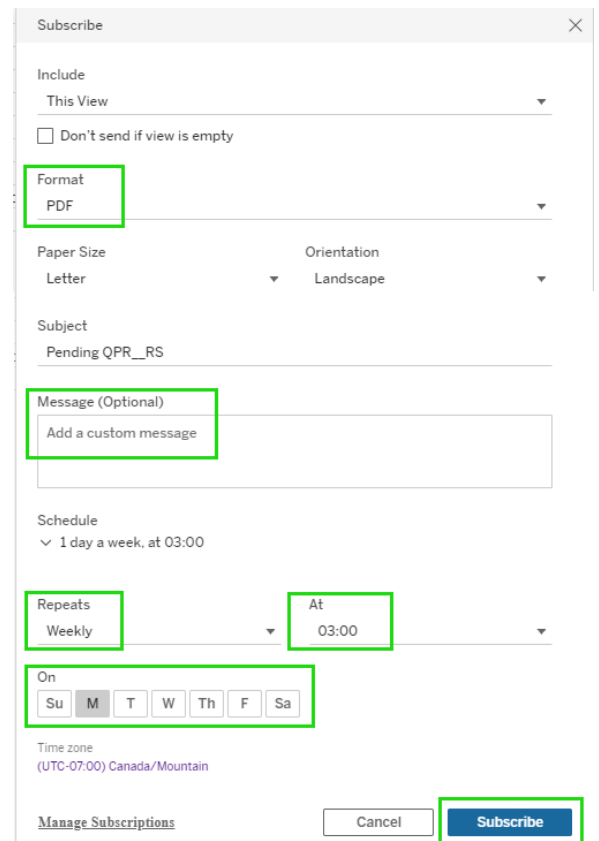 Subscribe
Include
This View
Don't send if view is empty
Format
PDF
Paper Size Orientation
Letter Landscape
Subject
Pending QPR__RS
Message (Optional)
Add a custom message
Schedule
1 day a week, at 03:00
Repeats At
Weekly 03:00
On
Su M T W Th F Sa
Time zone
(UTC-07:00) Canada/Mountain
Manage Subscriptions Cancel Subscribe